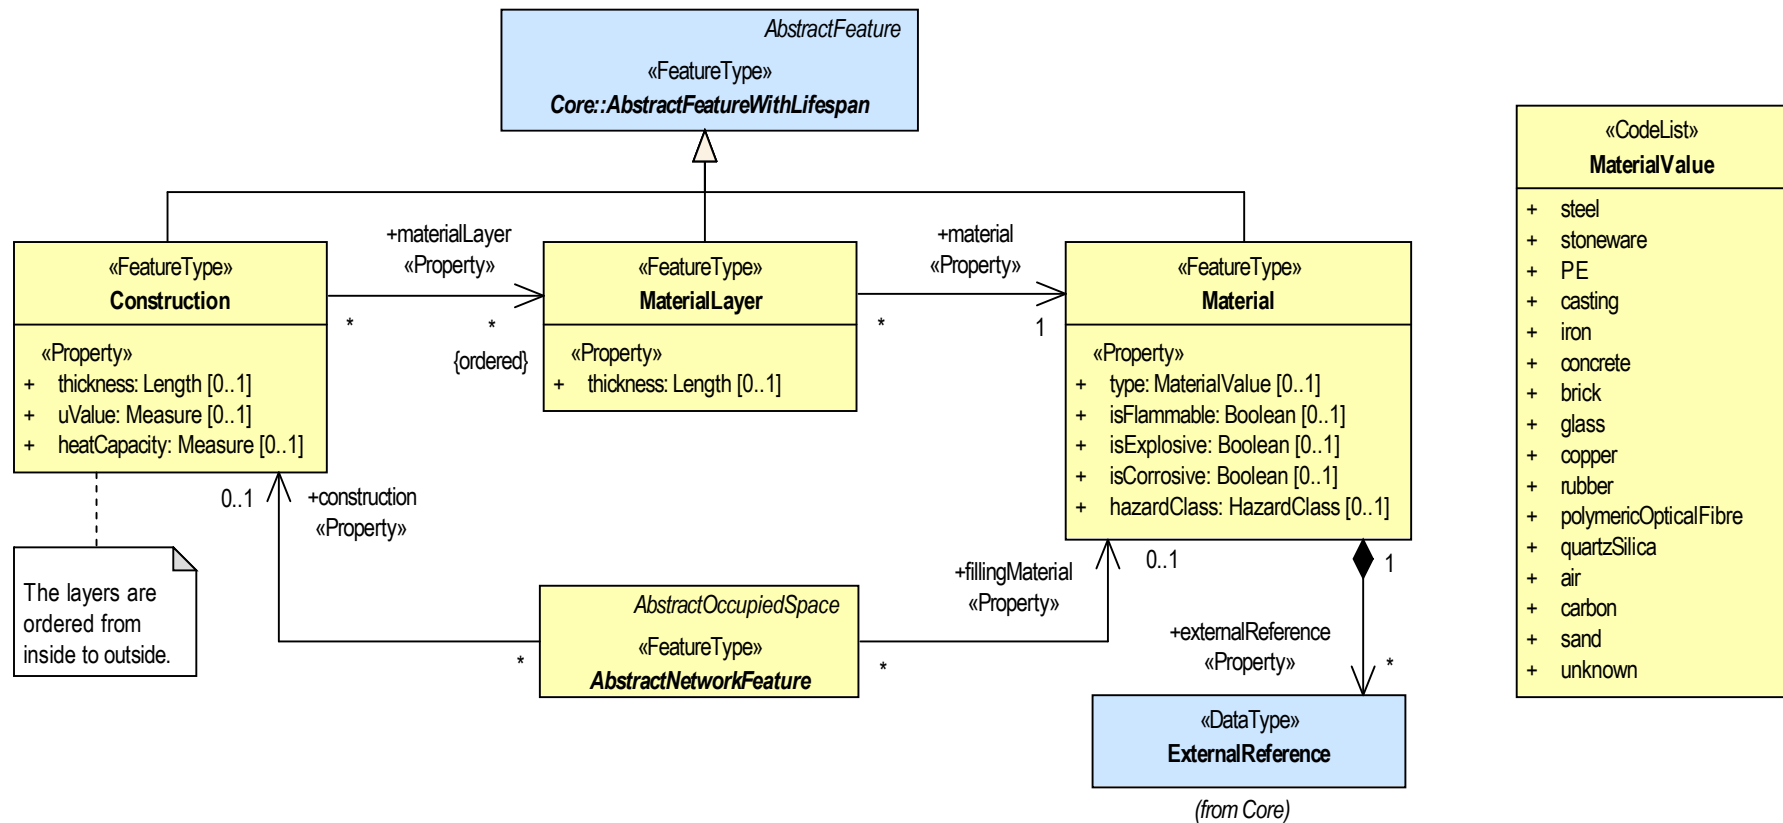 AbstractFeature
«FeatureType»
Core::AbstractFeatureWithLifespan
«CodeList»
MaterialValue
+ steel
+ stoneware
+ PE
+ casting
+ iron
+ concrete
+ brick
+ glass
+ copper
+ rubber
+ polymericOpticalFibre
+ quartzSilica
+ air
+ carbon
+ sand
+ unknown
«FeatureType»
Construction
«Property»
+ thickness: Length [0..1]
+ uValue: Measure [0..1]
+ heatCapacity: Measure [0..1]
+materialLayer
«Property»
*
*
{ordered}
«FeatureType»
MaterialLayer
«Property»
+ thickness: Length [0..1]
+material
«Property»
*
1
«FeatureType»
Material
«Property»
+ type: MaterialValue [0..1]
+ isFlammable: Boolean [0..1]
+ isExplosive: Boolean [0..1]
+ isCorrosive: Boolean [0..1]
+ hazardClass: HazardClass [0..1]
0..1
+construction
«Property»
*
The layers are
ordered from
inside to outside.
AbstractOccupiedSpace
«FeatureType»
AbstractNetworkFeature
+fillingMaterial
«Property»
0..1
*
1
+externalReference
«Property»
*
«DataType»
ExternalReference
(from Core)